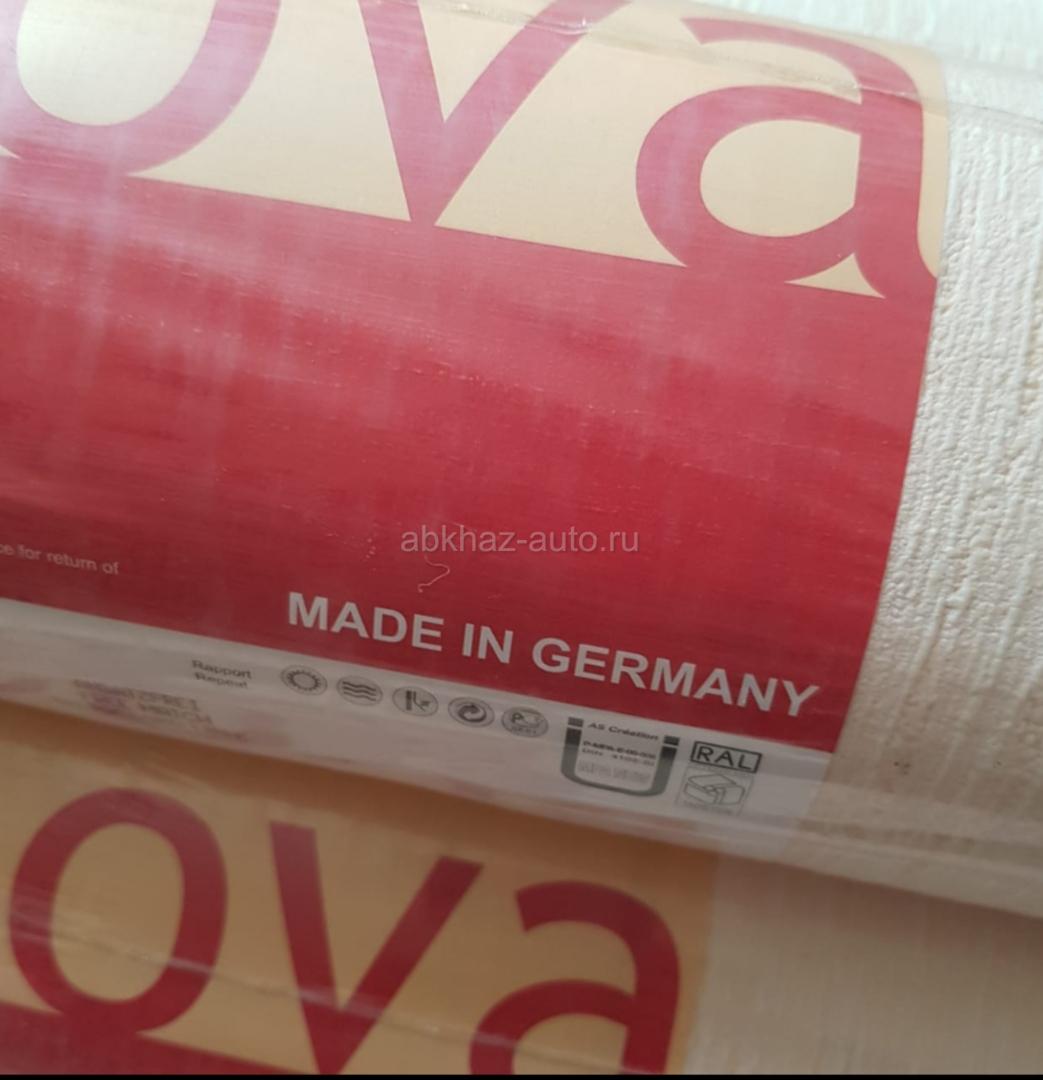 ova
abkhaz-auto.ru
ce for return of
MADE IN GERMANY
Rapport
Repeat
AS Création
RAL
ova